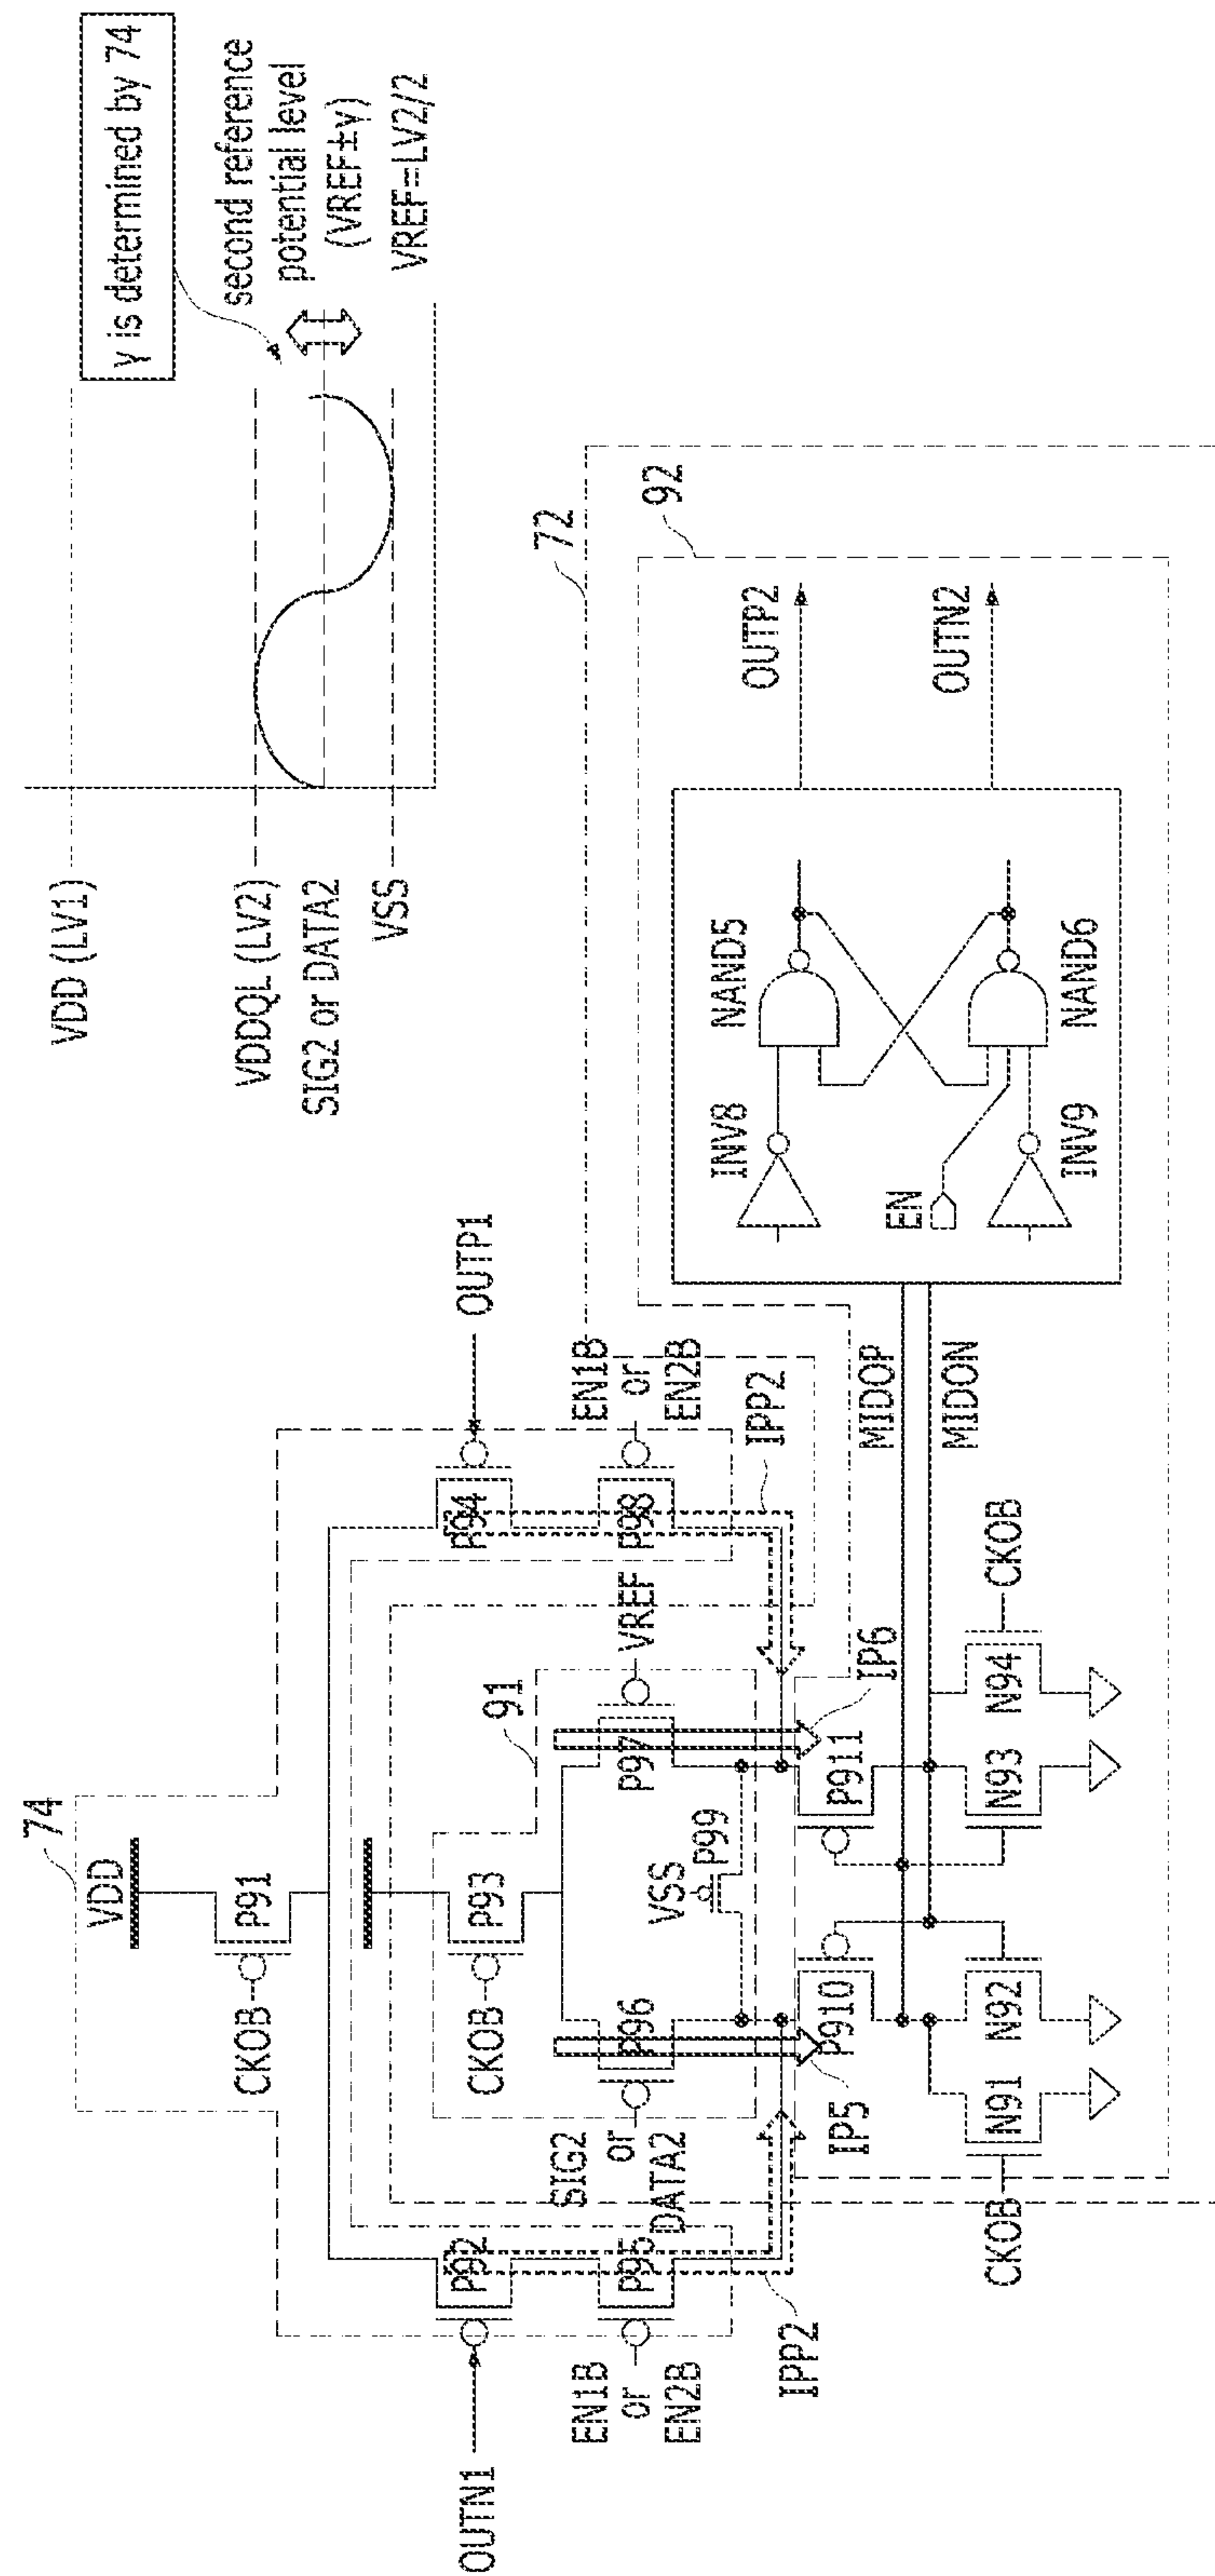 74
VDD
P91
CKOB
OUTN1
P92
EN1B
or
EN2B
P95
IPP2
P93
CKOB
SIG2
or
DATA2
P96
P97
VREF
91
VSS
P99
P94
OUTP1
P98
EN1B
or
EN2B
IPP2
IP5
IP6
P910
P911
MIDOP
MIDON
CKOB
N91
N92
N93
N94
CKOB
72
92
INV8
EN
INV9
NAND5
NAND6
OUTP2
OUTN2
VDD (LV1)
VDDQL (LV2)
SIG2 or DATA2
VSS
γ is determined by 74
second reference
potential level
(VREF±γ)
VREF=LV2/2